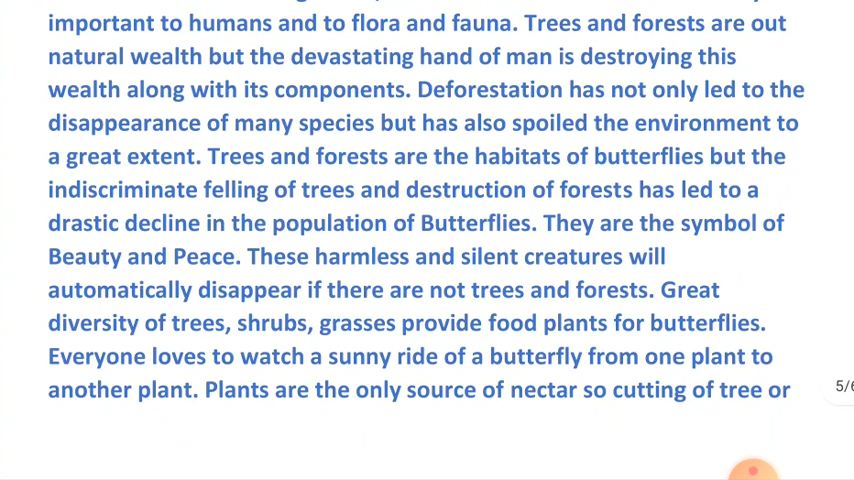 important to humans and to flora and fauna. Trees and forests are out
natural wealth but the devastating hand of man is destroying this
wealth along with its components. Deforestation has not only led to the
disappearance of many species but has also spoiled the environment to
a great extent. Trees and forests are the habitats of butterflies but the
indiscriminate felling of trees and destruction of forests has led to a
drastic decline in the population of Butterflies. They are the symbol of
Beauty and Peace. These harmless and silent creatures will
automatically disappear if there are not trees and forests. Great
diversity of trees, shrubs, grasses provide food plants for butterflies.
Everyone loves to watch a sunny ride of a butterfly from one plant to
another plant. Plants are the only source of nectar so cutting of tree or
5/6